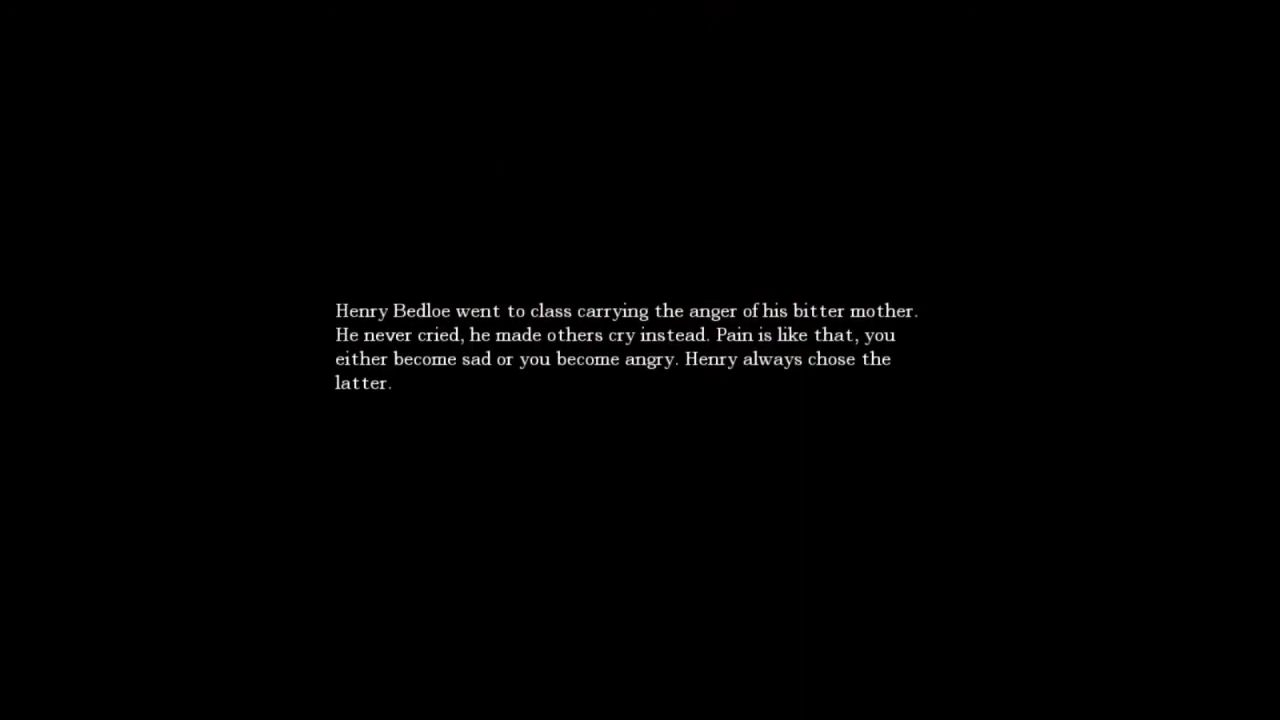 Henry Bedloe went to class carrying the anger of his bitter mother.
He never cried, he made others cry instead. Pain is like that, you
either become sad or you become angry. Henry always chose the
latter.